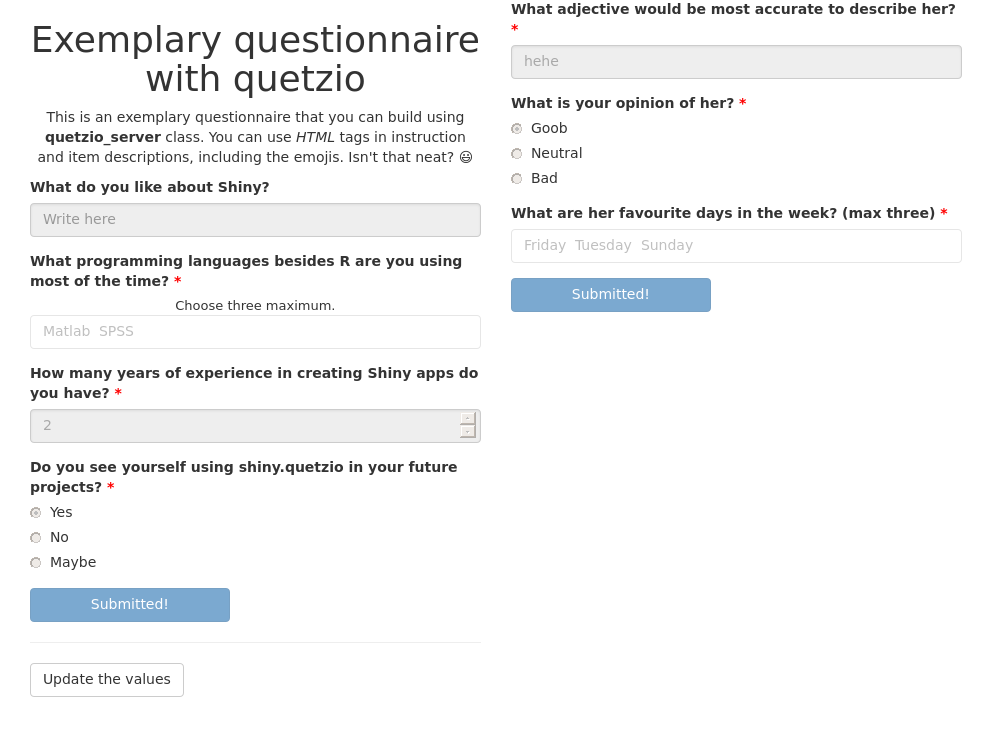 Exemplary questionnaire
with quetzio
This is an exemplary questionnaire that you can build using
quetzio_server class. You can use HTML tags in instruction
and item descriptions, including the emojis. Isn't that neat? 😃
What do you like about Shiny?
Write here
What programming languages besides R are you using
most of the time? *
Choose three maximum.
Matlab SPSS
How many years of experience in creating Shiny apps do
you have? *
2
Do you see yourself using shiny.quetzio in your future
projects? *
Yes
No
Maybe
Submitted!
Update the values
What adjective would be most accurate to describe her?
*
hehe
What is your opinion of her? *
Goob
Neutral
Bad
What are her favourite days in the week? (max three) *
Friday Tuesday Sunday
Submitted!